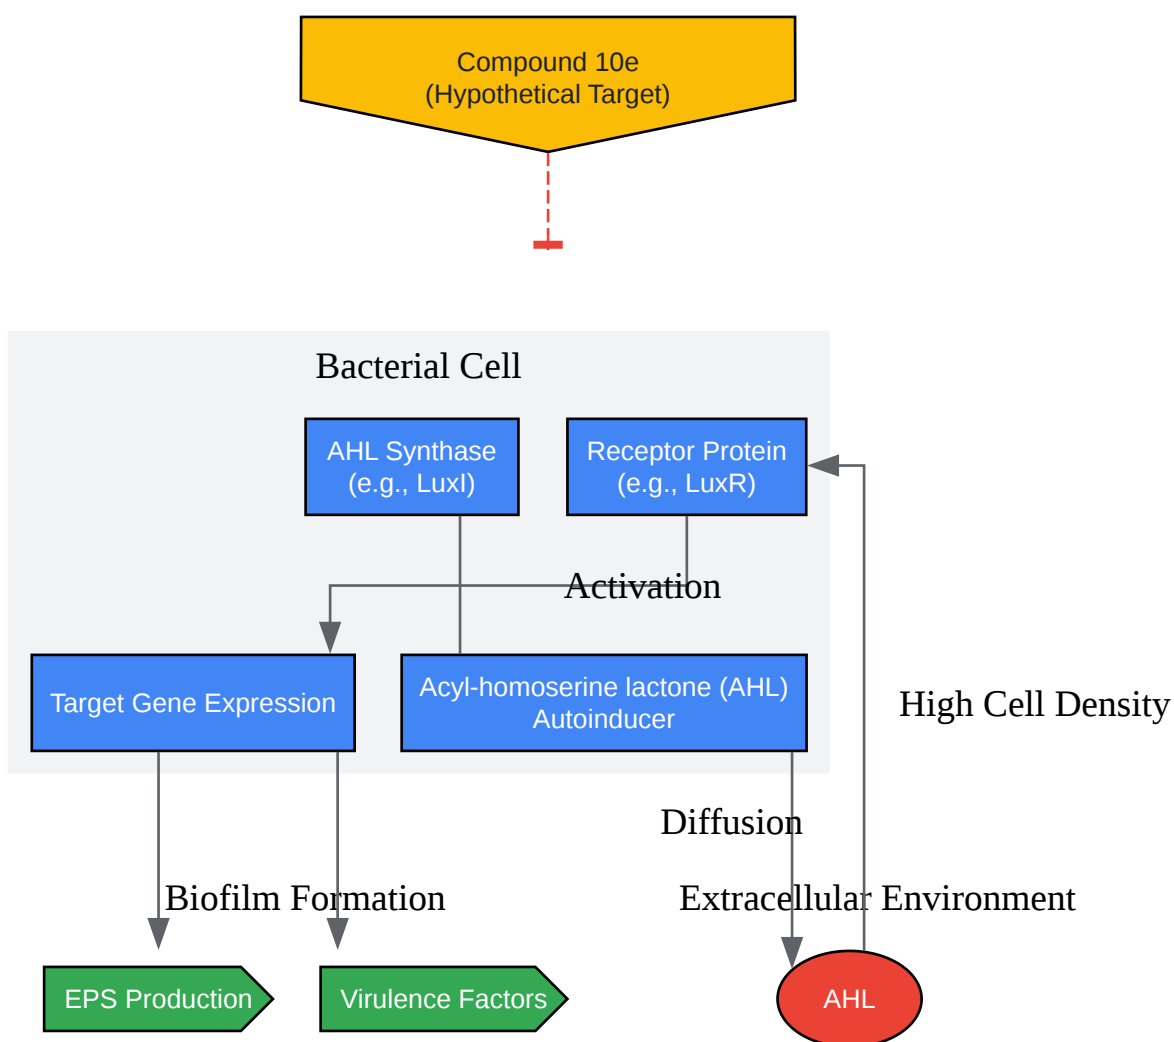 Compound 10e
(Hypothetical Target)
Bacterial Cell
AHL Synthase
(e.g., LuxI)
Receptor Protein
(e.g., LuxR)
Activation
Target Gene Expression
Acyl-homoserine lactone (AHL)
Autoinducer
High Cell Density
Diffusion
Biofilm Formation
Extracellular Environment
EPS Production
Virulence Factors
AHL